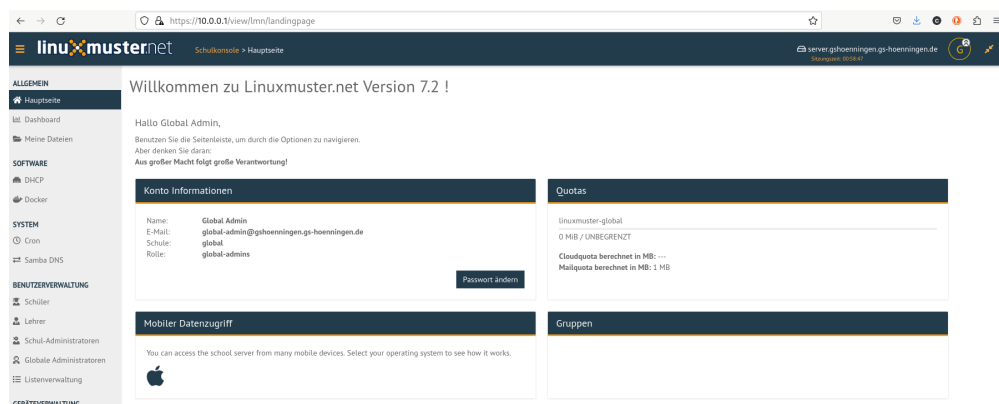 https://10.0.0.1/view/lmn/landingpage
linuxmuster.net
Schulkonsole > Hauptseite
server.gshoenningen.gs-hoenningen.de
Sitzungszeit: 00:58:47
G
ALLGEMEIN
Hauptseite
Dashboard
Meine Dateien
SOFTWARE
DHCP
Docker
SYSTEM
Cron
Samba DNS
BENUTZERVERWALTUNG
Schüler
Lehrer
Schul-Administratoren
Globale Administratoren
Listenverwaltung
GERÄTEVERWALTUNG
Willkommen zu Linuxmuster.net Version 7.2 !
Hallo Global Admin,
Benutzen Sie die Seitenleiste, um durch die Optionen zu navigieren.
Aber denken Sie daran:
Aus großer Macht folgt große Verantwortung!
Konto Informationen
Name: Global Admin
E-Mail: global-admin@gshoenningen.gs-hoenningen.de
Schule: global
Rolle: global-admins
Passwort ändern
Quotas
linuxmuster-global
0 MiB / UNBEGRENZT
Cloudquota berechnet in MB: ---
Mailquota berechnet in MB: 1 MB
Mobiler Datenzugriff
You can access the school server from many mobile devices. Select your operating system to see how it works.
Gruppen